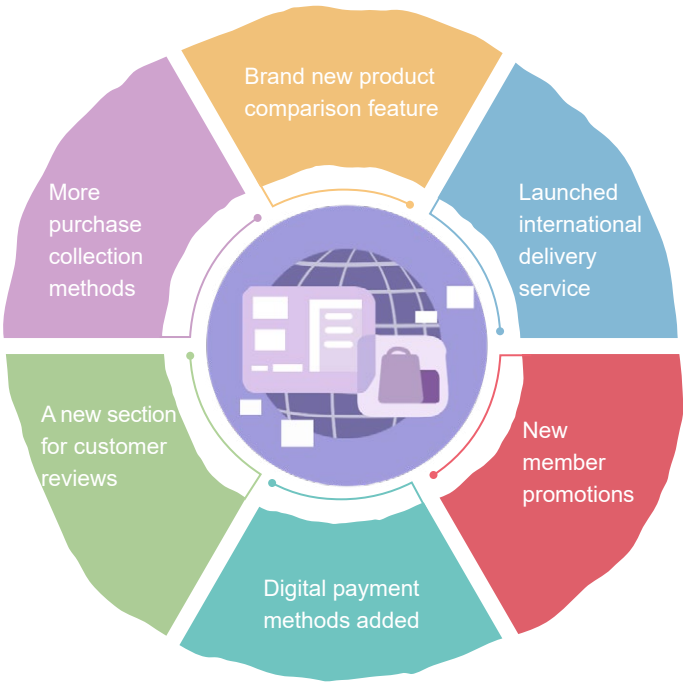 Brand new product
comparison feature
Launched
international
delivery
service
New
member
promotions
Digital payment
methods added
A new section
for customer
reviews
More
purchase
collection
methods